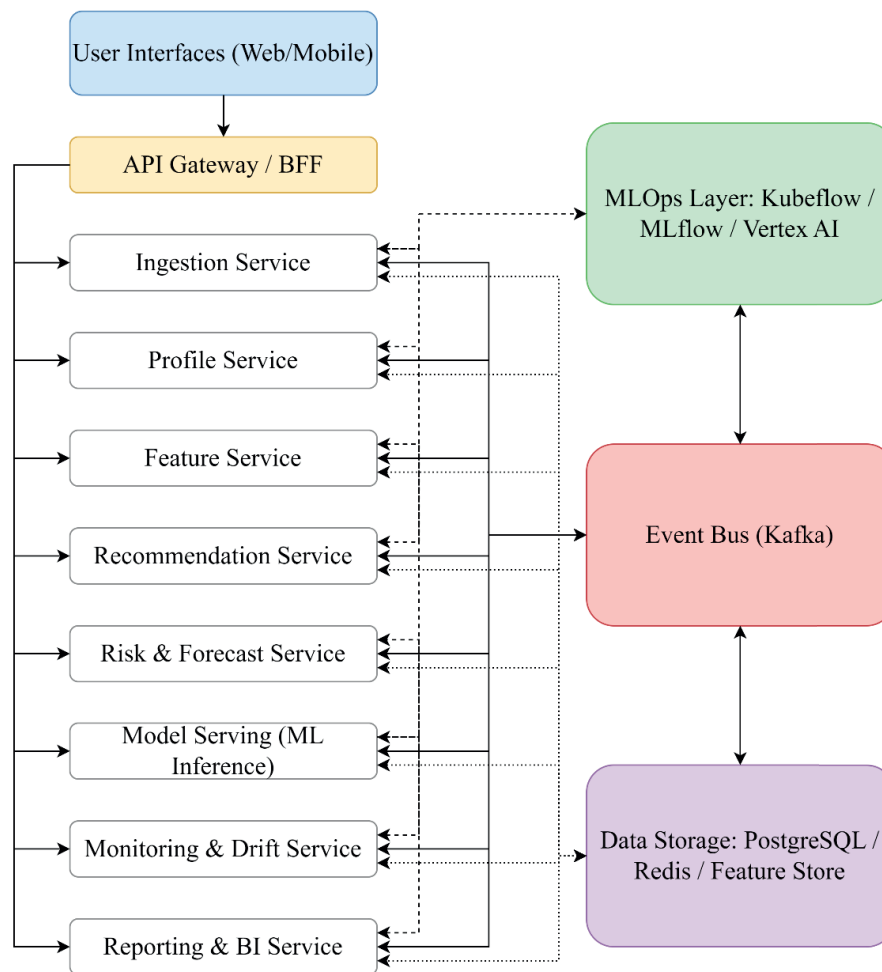 User Interfaces (Web/Mobile)
API Gateway / BFF
Ingestion Service
Profile Service
Feature Service
Recommendation Service
Risk & Forecast Service
Model Serving (ML
Inference)
Monitoring & Drift Service
Reporting & BI Service
MLOps Layer: Kubeflow /
MLflow / Vertex AI
Event Bus (Kafka)
Data Storage: PostgreSQL /
Redis / Feature Store